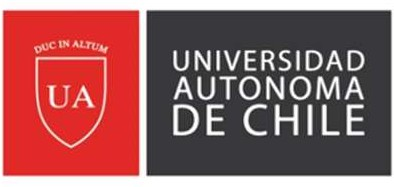 DUC IN ALTUM
UA
UNIVERSIDAD
AUTONOMA
DE CHILE